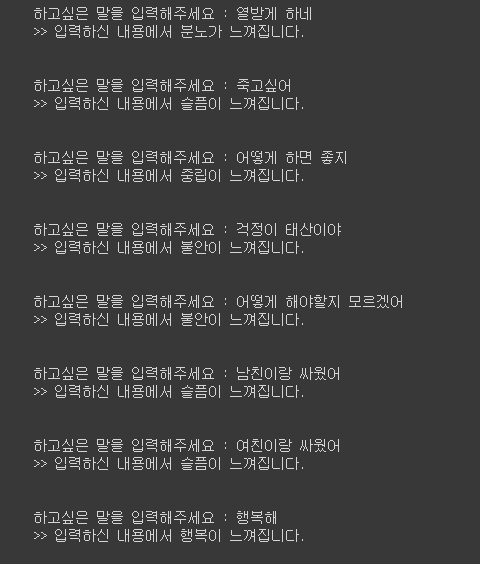 하고싶은 말을 입력해주세요 : 열받게 하네
>> 입력하신 내용에서 분노가 느껴집니다.
하고싶은 말을 입력해주세요 : 죽고싶어
>> 입력하신 내용에서 슬픔이 느껴집니다.
하고싶은 말을 입력해주세요 : 어떻게 하면 좋지
>> 입력하신 내용에서 중립이 느껴집니다.
하고싶은 말을 입력해주세요 : 걱정이 태산이야
>> 입력하신 내용에서 불안이 느껴집니다.
하고싶은 말을 입력해주세요 : 어떻게 해야할지 모르겠어
>> 입력하신 내용에서 불안이 느껴집니다.
하고싶은 말을 입력해주세요 : 남친이랑 싸웠어
>> 입력하신 내용에서 슬픔이 느껴집니다.
하고싶은 말을 입력해주세요 : 여친이랑 싸웠어
>> 입력하신 내용에서 슬픔이 느껴집니다.
하고싶은 말을 입력해주세요 : 행복해
>> 입력하신 내용에서 행복이 느껴집니다.